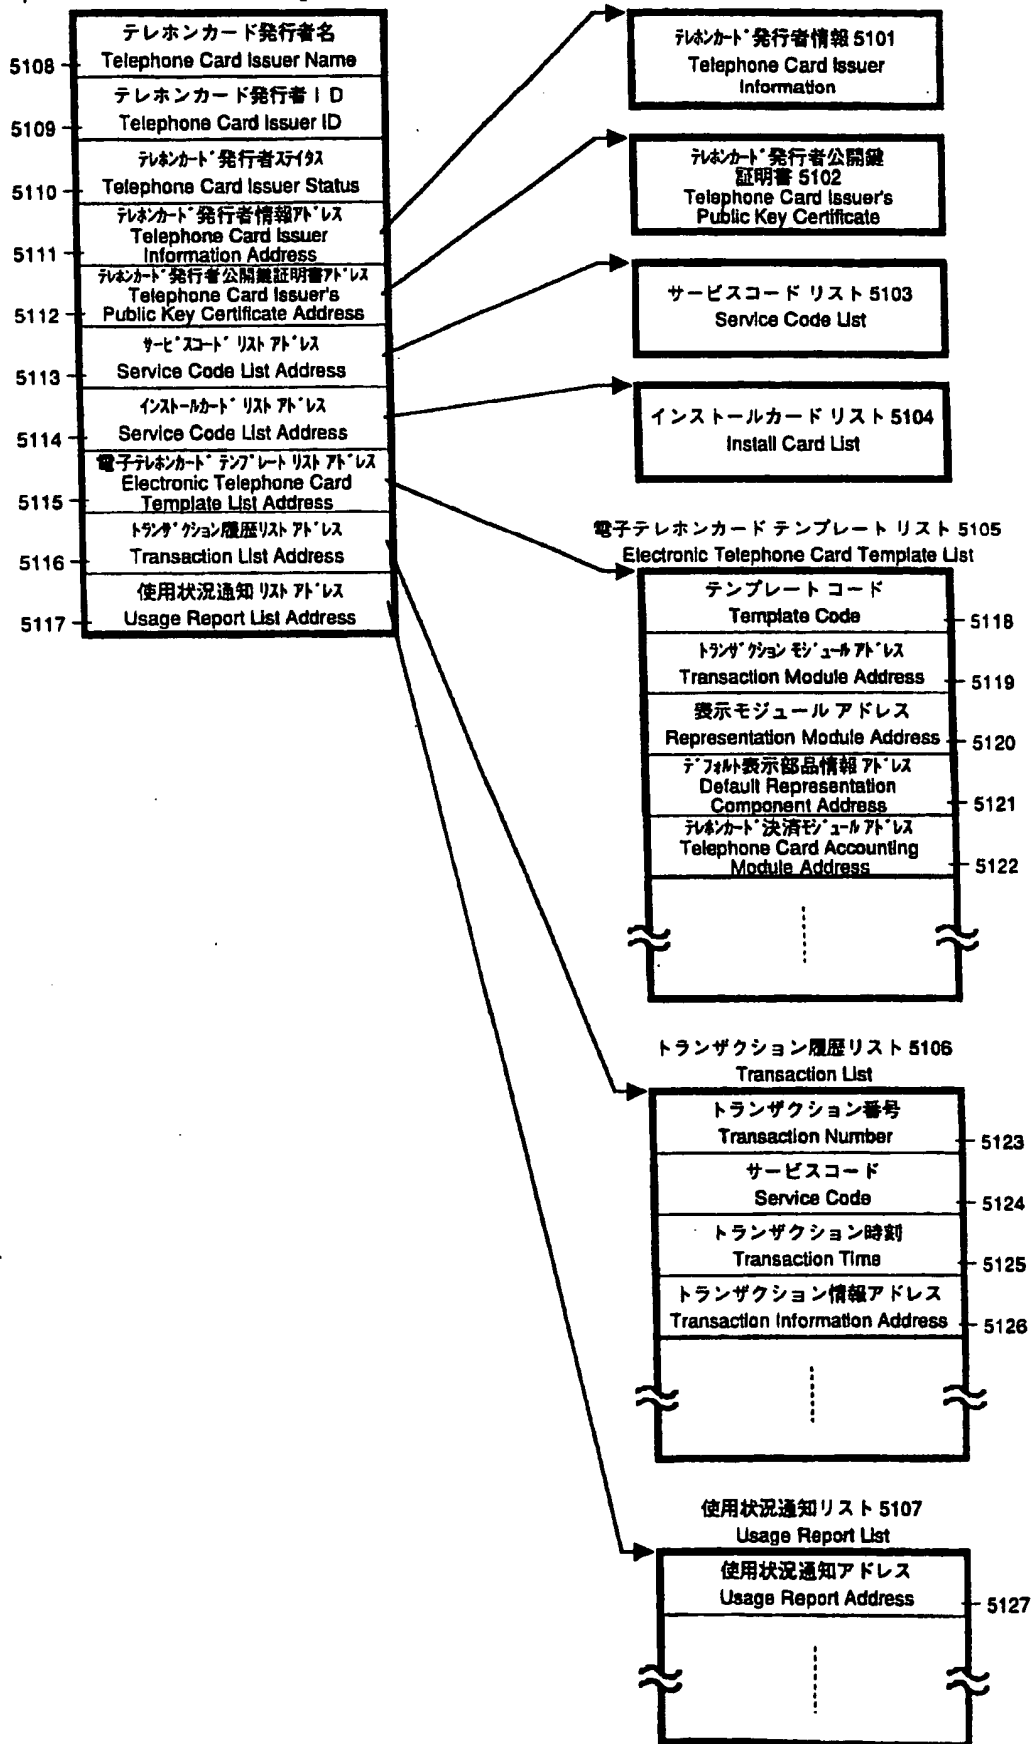 テレホンカード発行者名
Telephone Card Issuer Name
5108
テレホンカード発行者ID
Telephone Card Issuer ID
5109
テレホンカード発行者ステイタス
Telephone Card Issuer Status
5110
テレホンカード発行者情報アドレス
Telephone Card Issuer
Information Address
5111
テレホンカード発行者公開鍵証明書アドレス
Telephone Card Issuer's
Public Key Certificate Address
5112
サービスコード リスト アドレス
Service Code List Address
5113
インストールカード リスト アドレス
Service Code List Address
5114
電子テレホンカード テンプレート リスト アドレス
Electronic Telephone Card
Template List Address
5115
トランザクション履歴リスト アドレス
Transaction List Address
5116
使用状況通知 リスト アドレス
Usage Report List Address
5117
テレホンカード発行者情報 5101
Telephone Card Issuer
Information
テレホンカード発行者公開鍵
証明書 5102
Telephone Card Issuer's
Public Key Certificate
サービスコード リスト 5103
Service Code List
インストールカード リスト 5104
Install Card List
電子テレホンカード テンプレート リスト 5105
Electronic Telephone Card Template List
テンプレート コード
Template Code
5118
トランザクション モジュール アドレス
Transaction Module Address
5119
表示モジュール アドレス
Representation Module Address
5120
デフォルト表示部品情報 アドレス
Default Representation
Component Address
5121
テレホンカード決済モジュール アドレス
Telephone Card Accounting
Module Address
5122
トランザクション履歴リスト 5106
Transaction List
トランザクション番号
Transaction Number
5123
サービスコード
Service Code
5124
トランザクション時刻
Transaction Time
5125
トランザクション情報アドレス
Transaction Information Address
5126
使用状況通知リスト 5107
Usage Report List
使用状況通知アドレス
Usage Report Address
5127